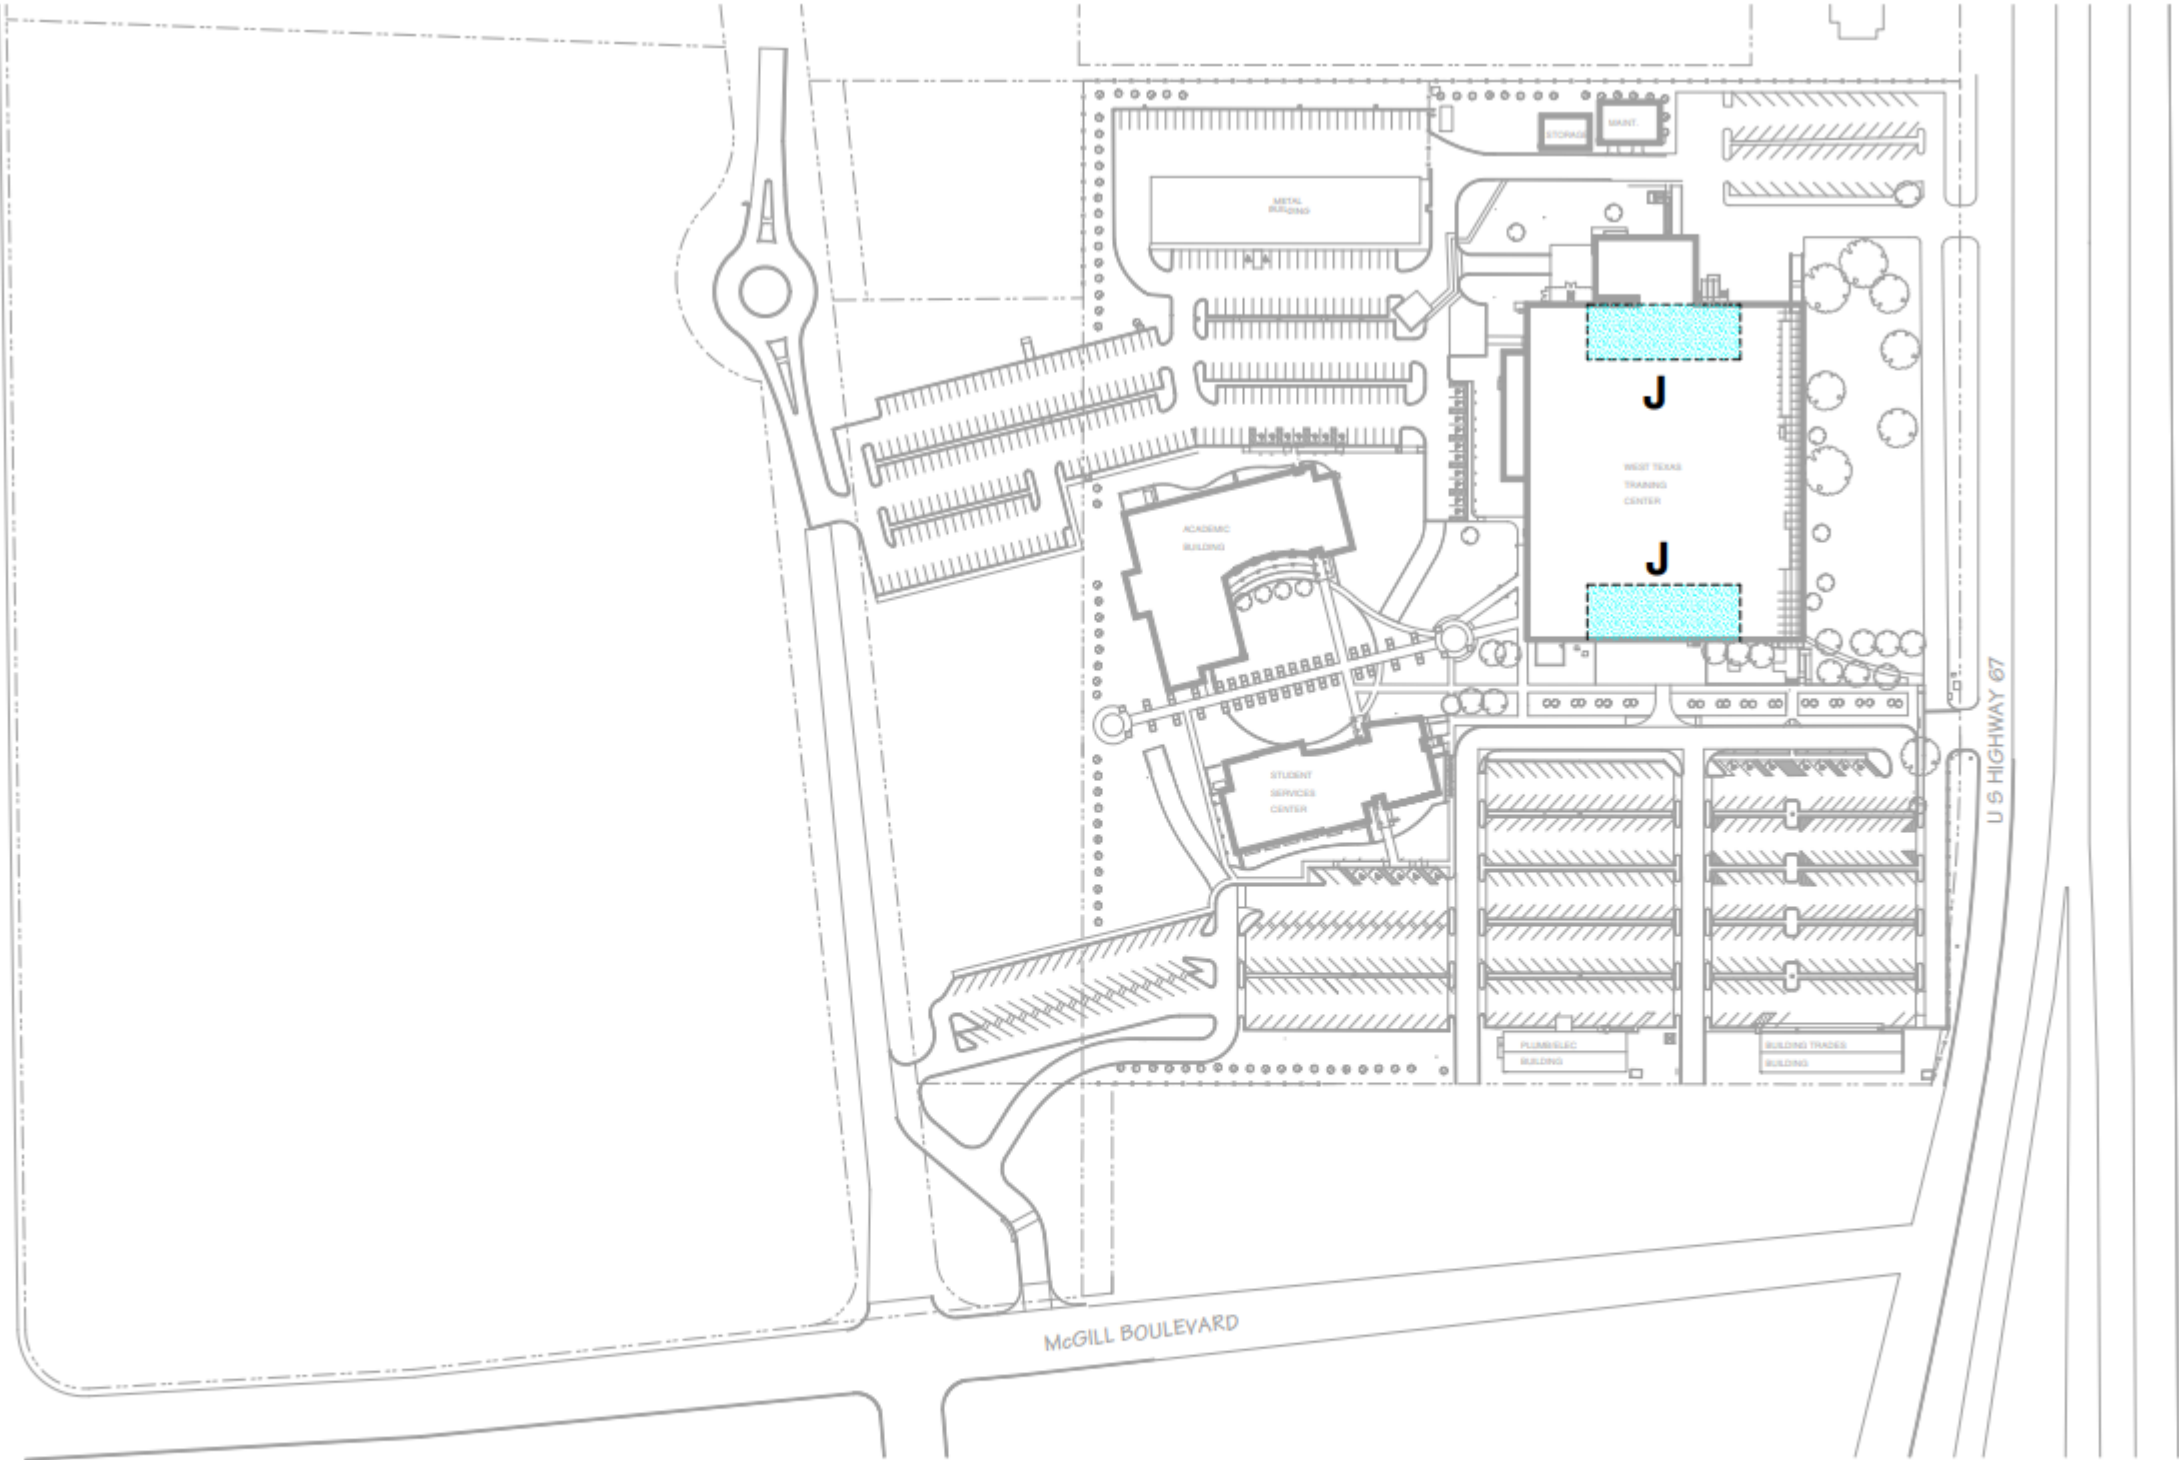 STORAGE
MAINT.
METAL
BUILDING
J
WEST TEXAS
TRAINING
CENTER
ACADEMIC
BUILDING
J
STUDENT
SERVICES
CENTER
U S HIGHWAY 67
PLUMB/ELEC
BUILDING
BUILDING TRADES
BUILDING
McGILL BOULEVARD